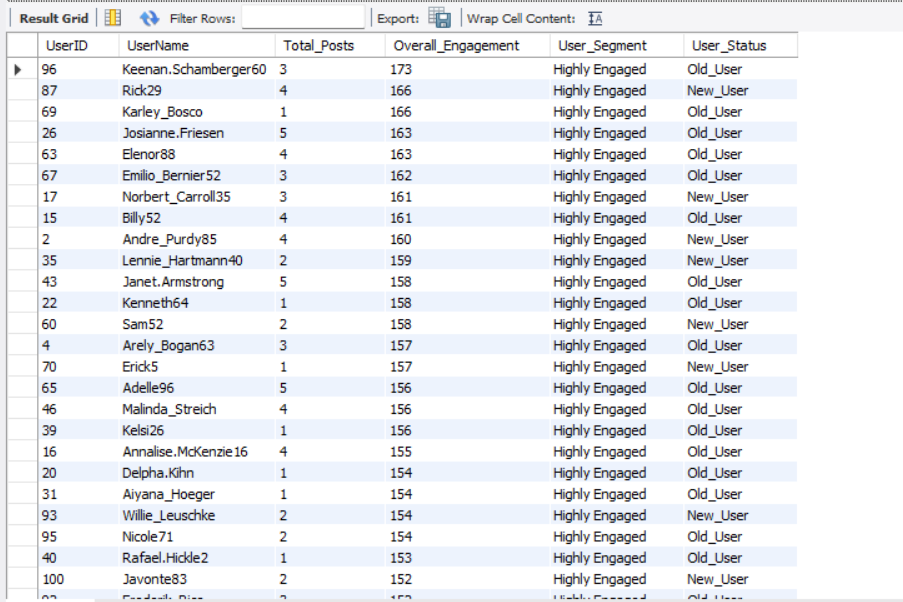 Result Grid Filter Rows: Export: Wrap Cell Content: IA
UserID UserName Total_Posts Overall_Engagement User_Segment User_Status
96 Keenan.Schamberger60 3 173 Highly Engaged Old_User
87 Rick29 4 166 Highly Engaged New_User
69 Karley_Bosco 1 166 Highly Engaged Old_User
26 Josianne.Friesen 5 163 Highly Engaged Old_User
63 Elenor88 4 163 Highly Engaged Old_User
67 Emilio_Bernier52 3 162 Highly Engaged Old_User
17 Norbert_Carroll35 3 161 Highly Engaged New_User
15 Billy52 4 161 Highly Engaged Old_User
2 Andre_Purdy85 4 160 Highly Engaged New_User
35 Lennie_Hartmann40 2 159 Highly Engaged New_User
43 Janet.Armstrong 5 158 Highly Engaged Old_User
22 Kenneth64 1 158 Highly Engaged Old_User
60 Sam52 2 158 Highly Engaged New_User
4 Arely_Bogan63 3 157 Highly Engaged Old_User
70 Erick5 1 157 Highly Engaged New_User
65 Adelle96 5 156 Highly Engaged Old_User
46 Malinda_Streich 4 156 Highly Engaged Old_User
39 Kelsi26 1 156 Highly Engaged Old_User
16 Annalise.McKenzie16 4 155 Highly Engaged Old_User
20 Delpha.Kihn 1 154 Highly Engaged Old_User
31 Aiyana_Hoeger 1 154 Highly Engaged Old_User
93 Willie_Leuschke 2 154 Highly Engaged New_User
95 Nicole71 2 154 Highly Engaged Old_User
40 Rafael.Hickle2 1 153 Highly Engaged Old_User
100 Javonte83 2 152 Highly Engaged New_User